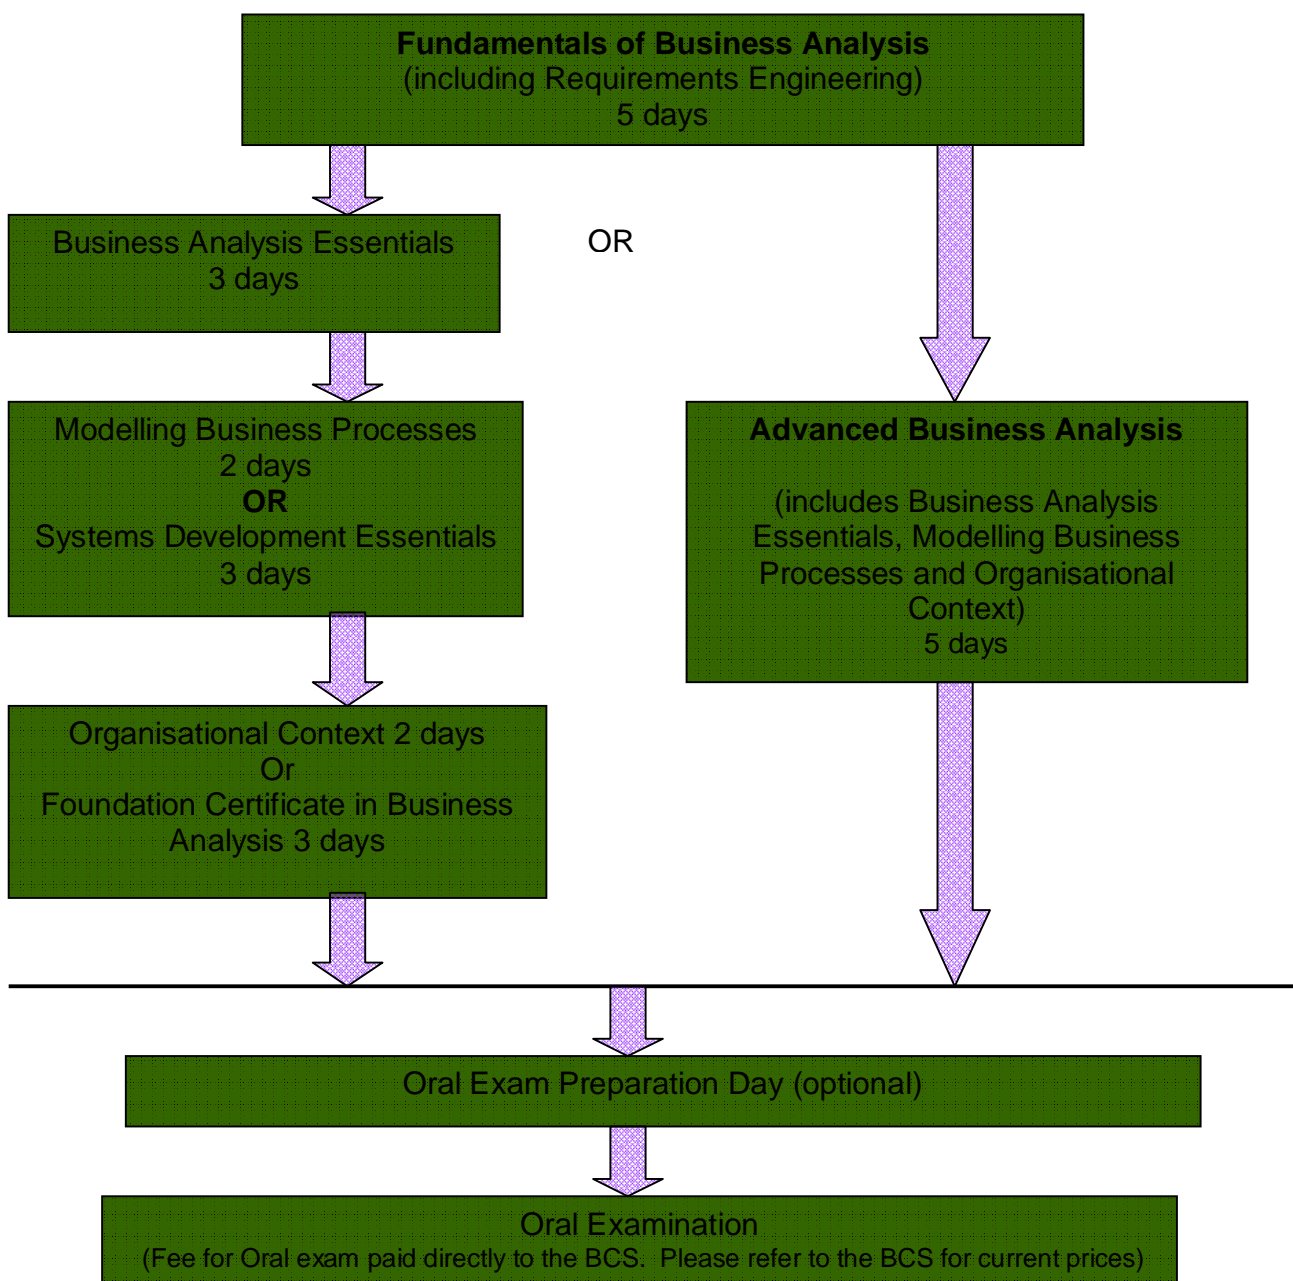 Fundamentals of Business Analysis
(including Requirements Engineering)
5 days
Business Analysis Essentials
3 days
OR
Modelling Business Processes
2 days
OR
Systems Development Essentials
3 days
Advanced Business Analysis
(includes Business Analysis
Essentials, Modelling Business
Processes and Organisational
Context)
5 days
Organisational Context 2 days
Or
Foundation Certificate in Business
Analysis 3 days
Oral Exam Preparation Day (optional)
Oral Examination
(Fee for Oral exam paid directly to the BCS. Please refer to the BCS for current prices)